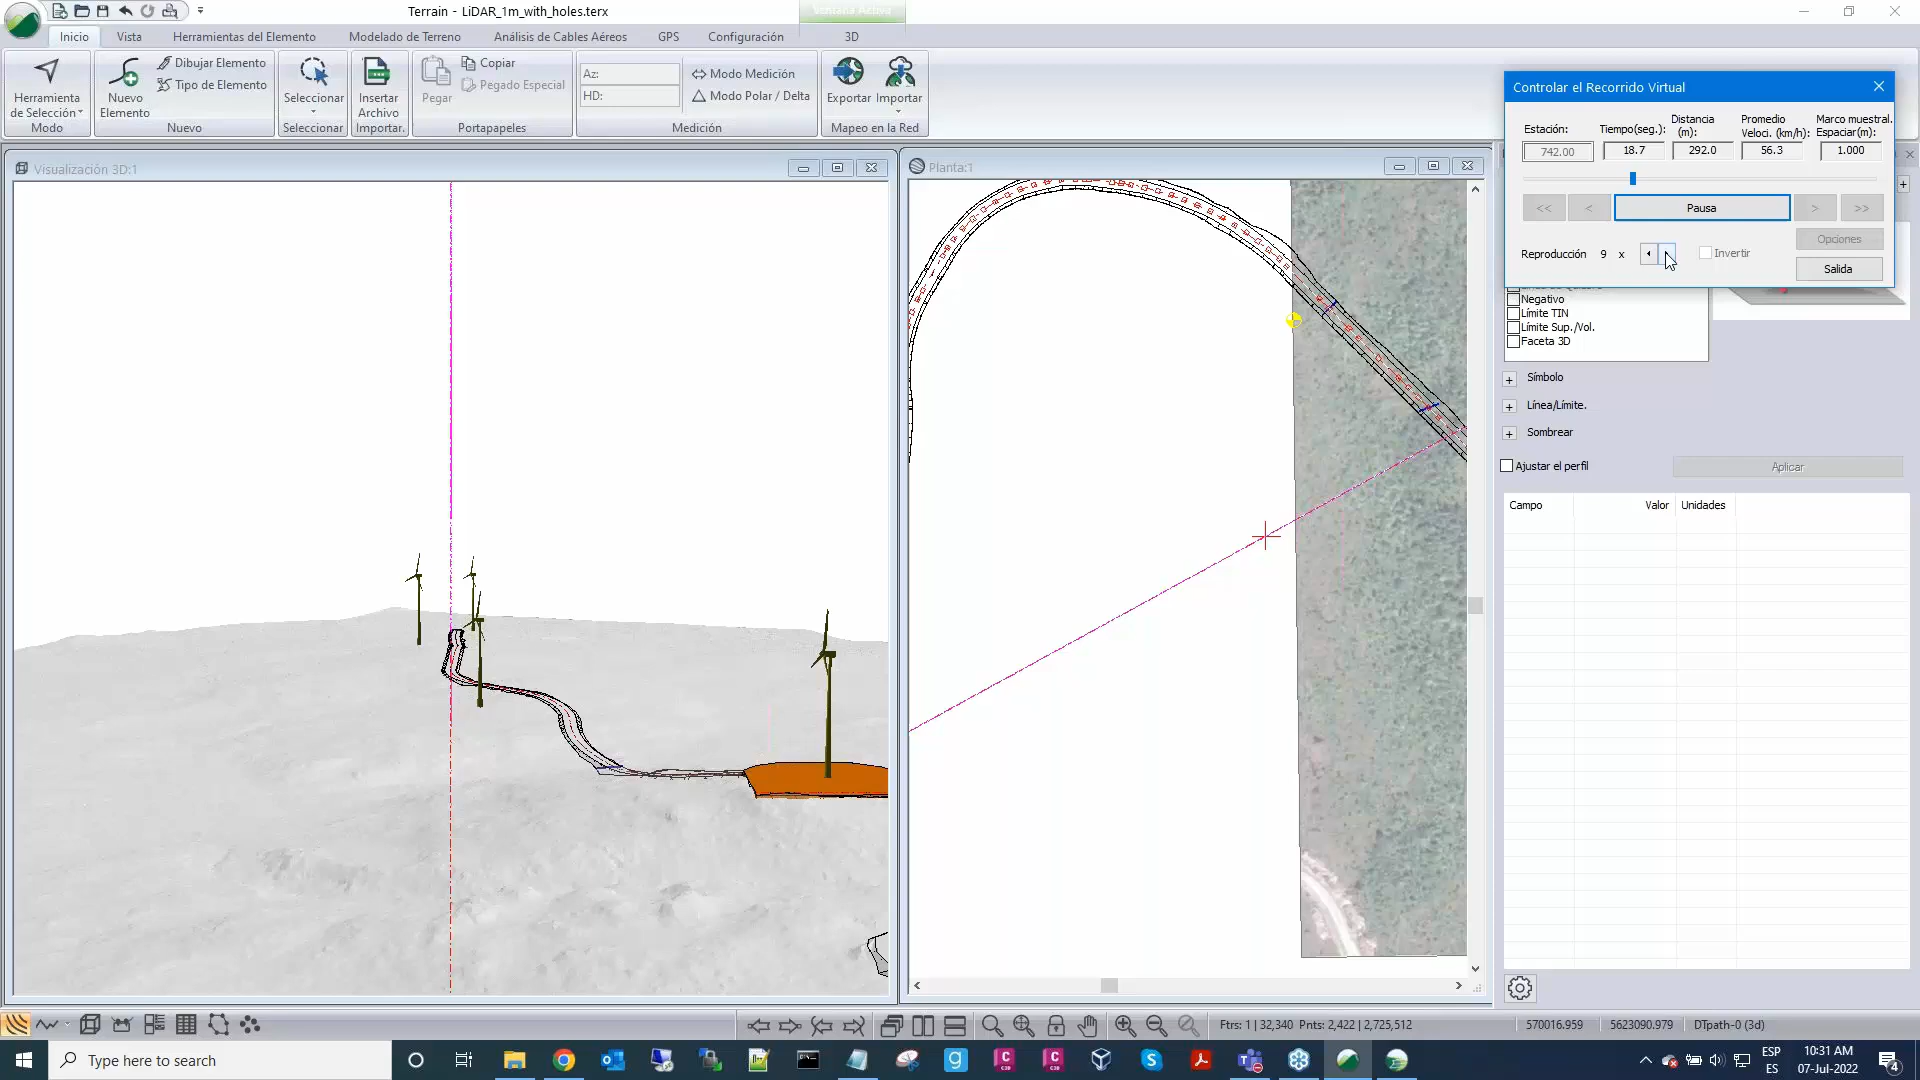 Terrain - LiDAR_1m_with_holes.terx
Ventana Activa
Inicio
Vista
Herramientas del Elemento
Modelado de Terreno
Análisis de Cables Aéreos
GPS
Configuración
3D
Herramienta
de Selección
Modo
Nuevo
Elemento
Dibujar Elemento
Tipo de Elemento
Nuevo
Seleccionar
Seleccionar
Insertar
Archivo
Importar.
Pegar
Copiar
Pegado Especial
Portapapeles
Az:
HD:
Modo Medición
Modo Polar / Delta
Medición
Exportar
Importar
Mapeo en la Red
Visualización 3D:1
Planta:1
Controlar el Recorrido Virtual
Estación:
742.00
Tiempo(seg.):
18.7
Distancia
(m):
292.0
Promedio
Veloci. (km/h):
56.3
Marco muestral.
Espaciar(m):
1.000
<<
<
Pausa
>
>>
Opciones
Reproducción 9 x
Invertir
Salida
Negativo
Límite TIN
Límite Sup./Vol.
Faceta 3D
Símbolo
Línea/Límite.
Sombrear
Ajustar el perfil
Aplicar
Campo
Valor
Unidades
Ftrs: 1 | 32,340 Pnts: 2,422 | 2,725,512
570016.959
5623090.979
DTpath-0 (3d)
Type here to search
ESP
ES
10:31 AM
07-Jul-2022
4